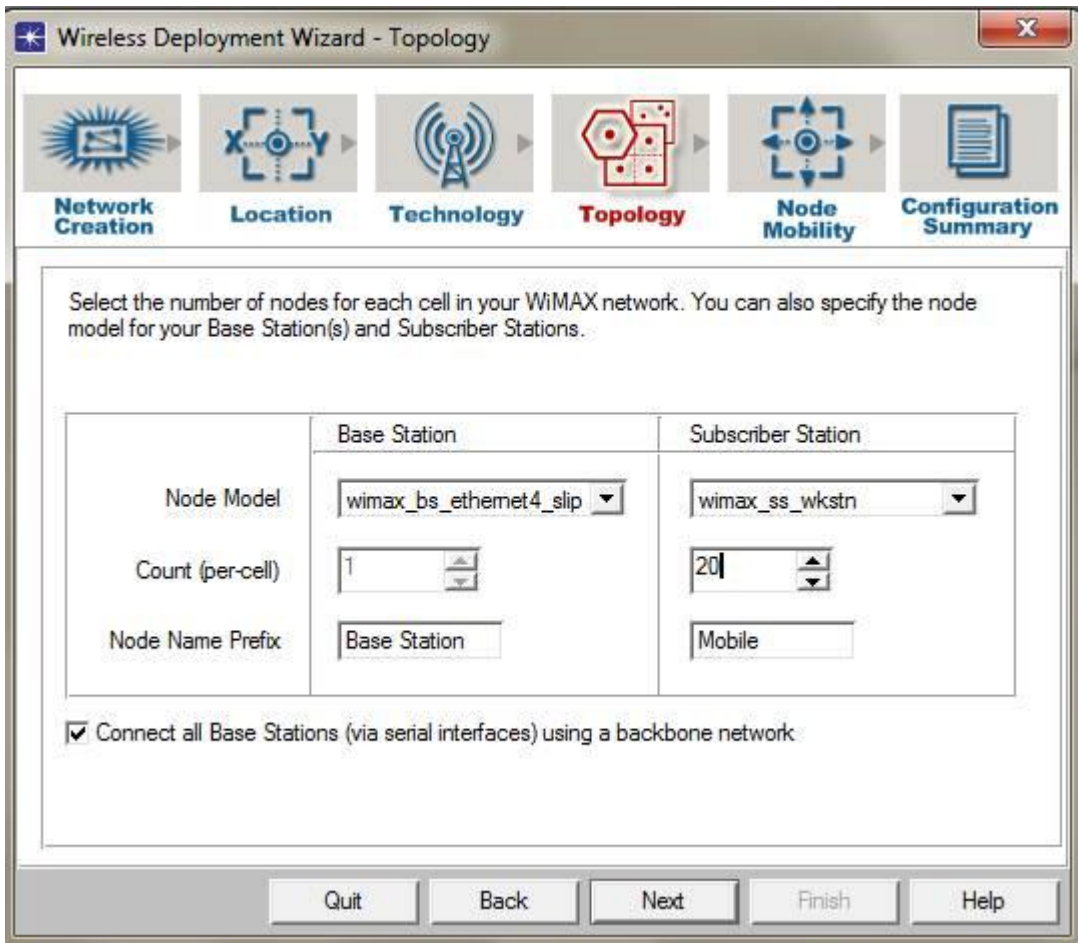 Wireless Deployment Wizard - Topology
X
X Y
Network Creation
Location
Technology
Topology
Node Mobility
Configuration Summary
Select the number of nodes for each cell in your WiMAX network. You can also specify the node
model for your Base Station(s) and Subscriber Stations.
Base Station Subscriber Station
Node Model wimax_bs_ethernet4_slip wimax_ss_wkstn
Count (per-cell) 1 20
Node Name Prefix Base Station Mobile
Connect all Base Stations (via serial interfaces) using a backbone network
Quit Back Next Finish Help